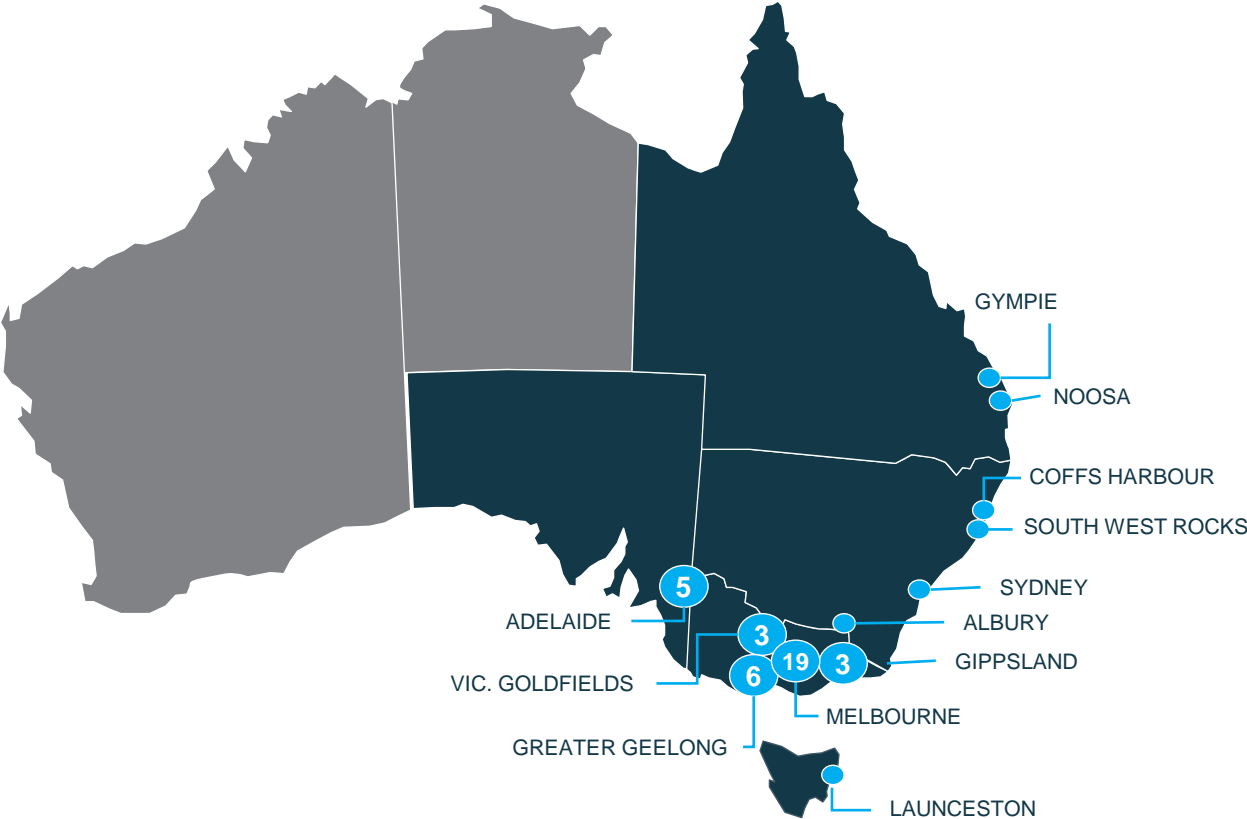 GYMPIE
NOOSA
COFFS HARBOUR
SOUTH WEST ROCKS
5
SYDNEY
ADELAIDE
ALBURY
3
19
3
GIPPSLAND
VIC. GOLDFIELDS
6
MELBOURNE
GREATER GEELONG
LAUNCESTON